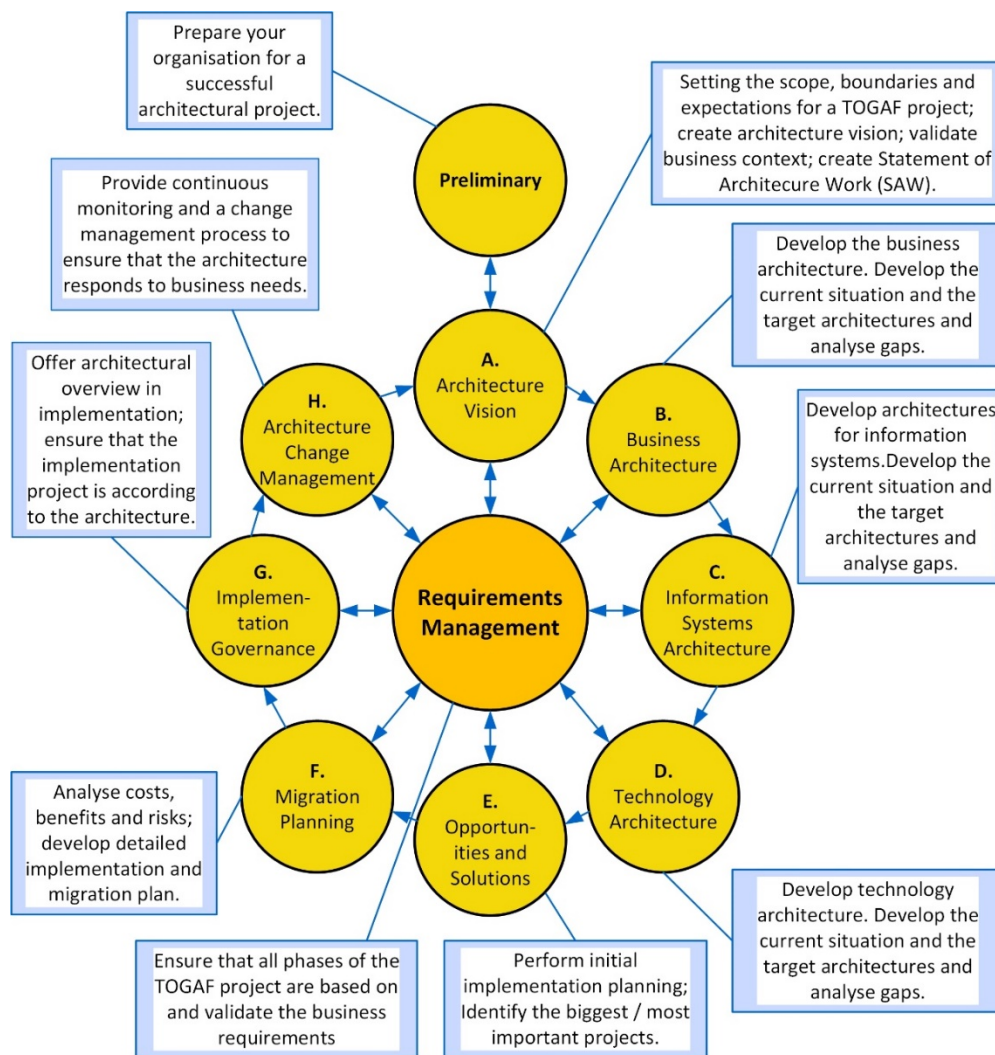 Prepare your
organisation for a
successful
architectural project.
Setting the scope, boundaries and
expectations for a TOGAF project;
create architecture vision; validate
business context; create Statement of
Architecure Work (SAW).
Preliminary
Provide continuous
monitoring and a change
management process to
ensure that the architecture
responds to business needs.
Develop the business
architecture. Develop the
current situation and the
target architectures and
analyse gaps.
A.
Architecture
Vision
H.
Architecture
Change
Management
B.
Business
Architecture
Offer architectural
overview in
implementation;
ensure that the
implementation
project is according
to the architecture.
Develop architectures
for information
systems.Develop the
current situation and
the target
architectures and
analyse gaps.
G.
Implemen-
tation
Governance
Requirements
Management
C.
Information
Systems
Architecture
F.
Migration
Planning
E.
Opportun-
ities and
Solutions
D.
Technology
Architecture
Analyse costs,
benefits and risks;
develop detailed
implementation and
migration plan.
Ensure that all phases of the
TOGAF project are based on
and validate the business
requirements
Perform initial
implementation planning;
Identify the biggest / most
important projects.
Develop technology
architecture. Develop the
current situation and the
target architectures and
analyse gaps.